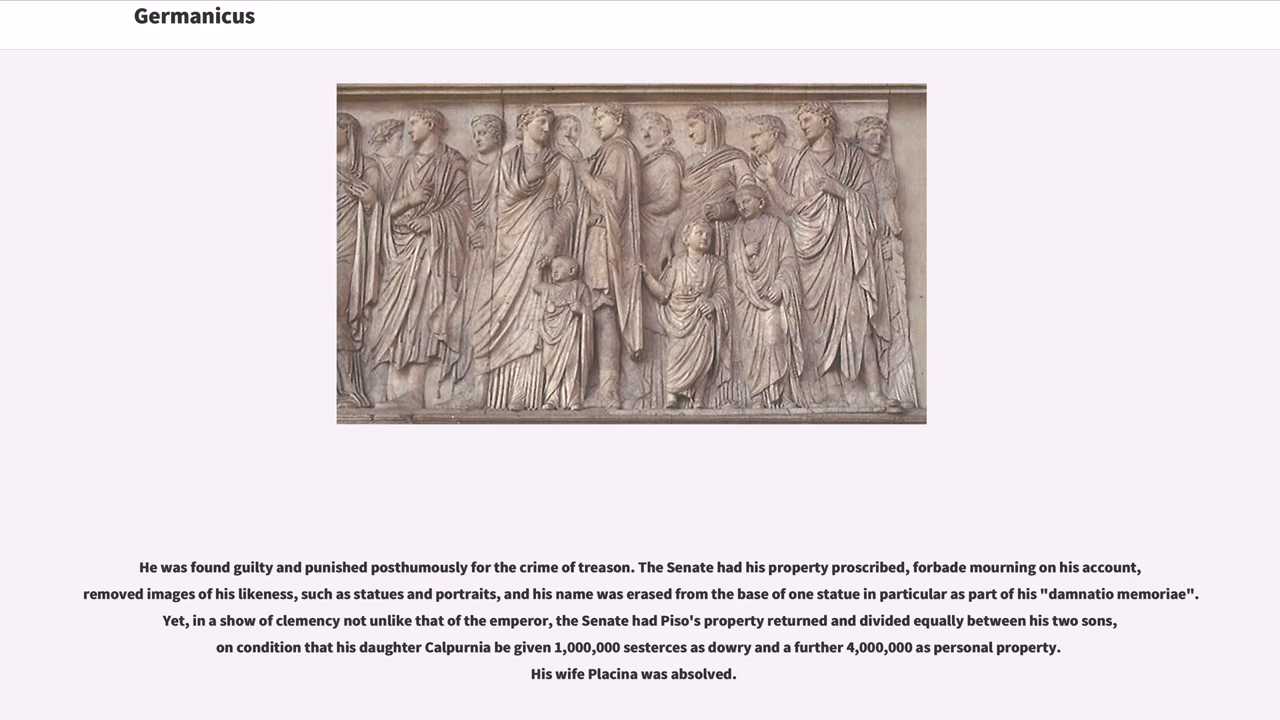 Germanicus
He was found guilty and punished posthumously for the crime of treason. The Senate had his property proscribed, forbade mourning on his account,
removed images of his likeness, such as statues and portraits, and his name was erased from the base of one statue in particular as part of his "damnatio memoriae".
Yet, in a show of clemency not unlike that of the emperor, the Senate had Piso's property returned and divided equally between his two sons,
on condition that his daughter Calpurnia be given 1,000,000 sesterces as dowry and a further 4,000,000 as personal property.
His wife Placina was absolved.